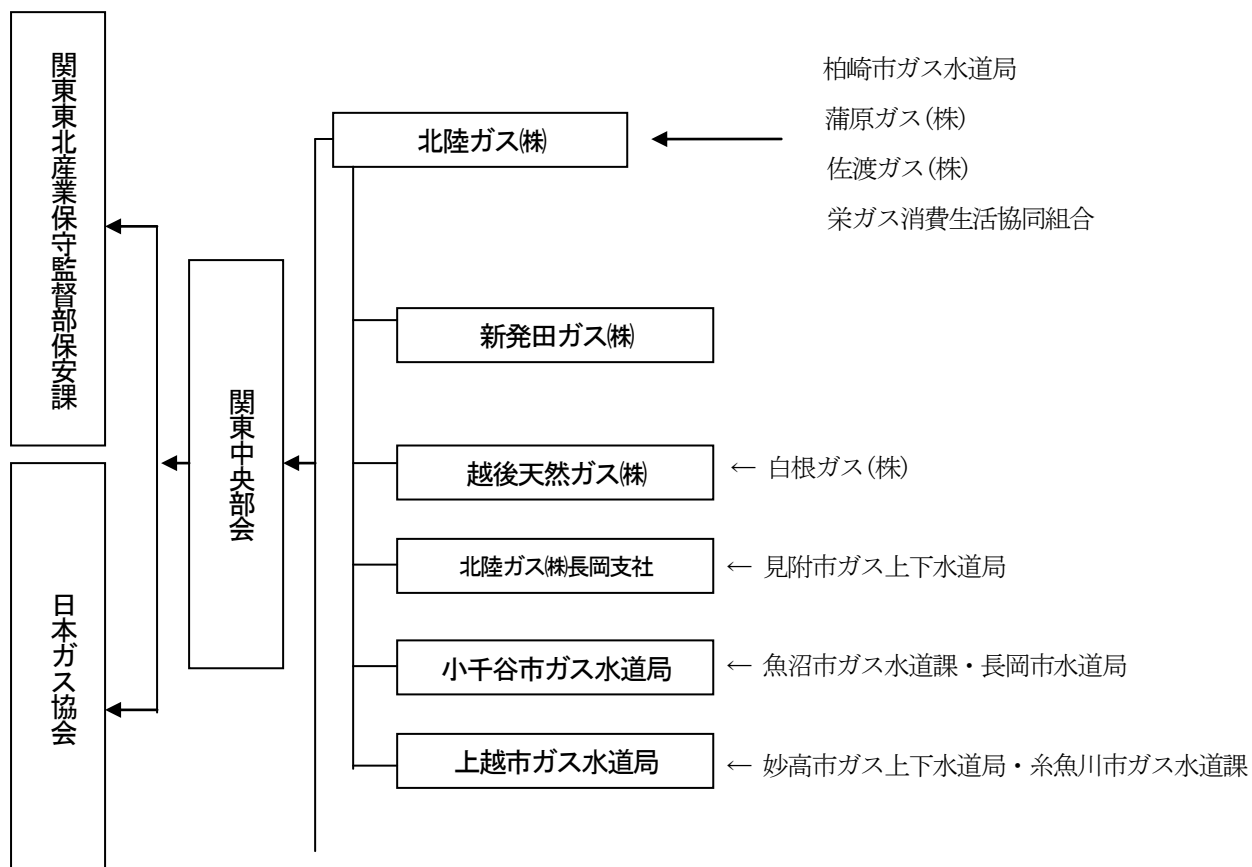 関東東北産業保守監督部保安課
日本ガス協会
関東中央部会
北陸ガス㈱
柏崎市ガス水道局
蒲原ガス(株)
佐渡ガス(株)
栄ガス消費生活協同組合
新発田ガス㈱
越後天然ガス㈱
← 白根ガス(株)
北陸ガス㈱長岡支社
← 見附市ガス上下水道局
小千谷市ガス水道局
← 魚沼市ガス水道課・長岡市水道局
上越市ガス水道局
← 妙高市ガス上下水道局・糸魚川市ガス水道課